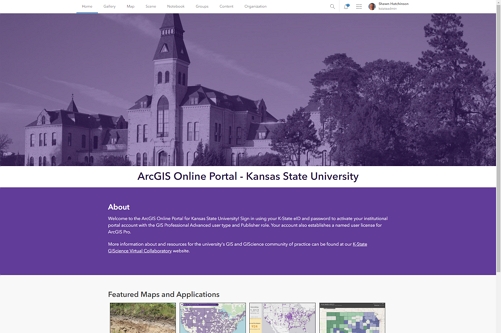 Home Gallery Map Scene Notebook Groups Content Organization
Shawn Hutchinson
ArcGIS Online Portal - Kansas State University
About
Welcome to the ArcGIS Online Portal for Kansas State University! Sign in using your K-State eID and password to activate your institutional
portal account with the GIS Professional Advanced user type and Publisher role. Your account also establishes a named user license for
ArcGIS Pro.
More information about and resources for the university's GIS and GIScience community of practice can be found at our K-State
GIScience Virtual Collaboratory website.
Featured Maps and Applications